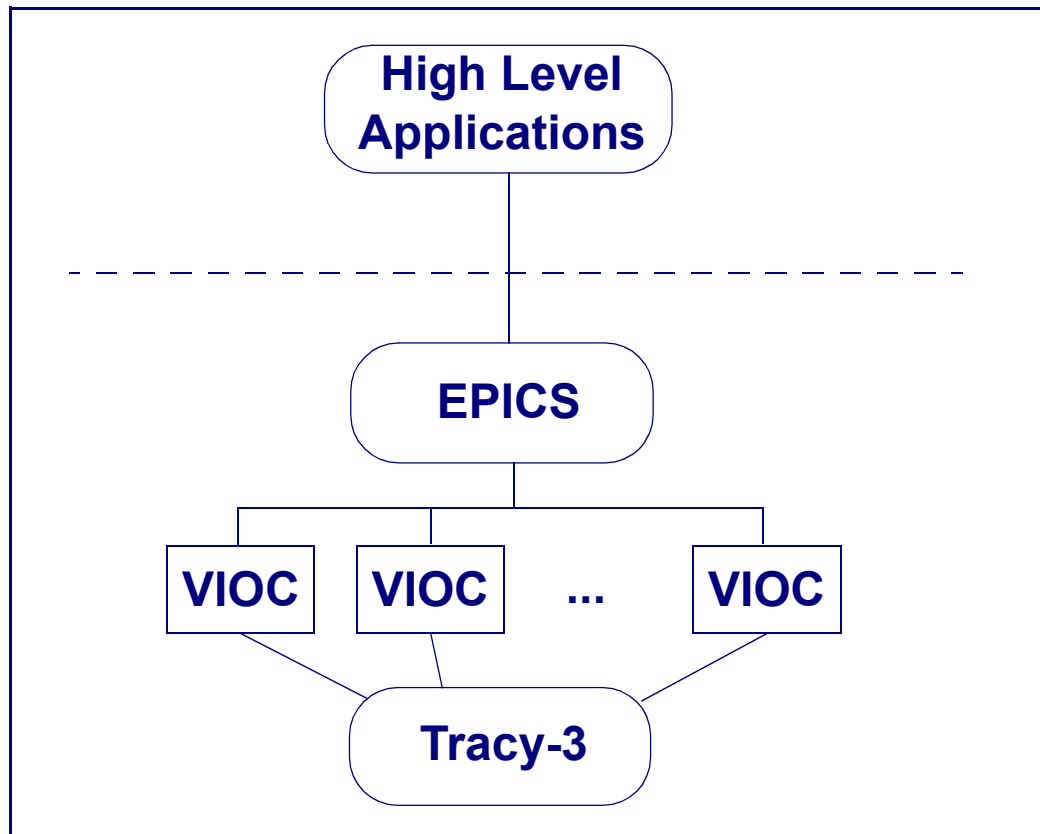 High Level
Applications
EPICS
VIOC VIOC ... VIOC
Tracy-3